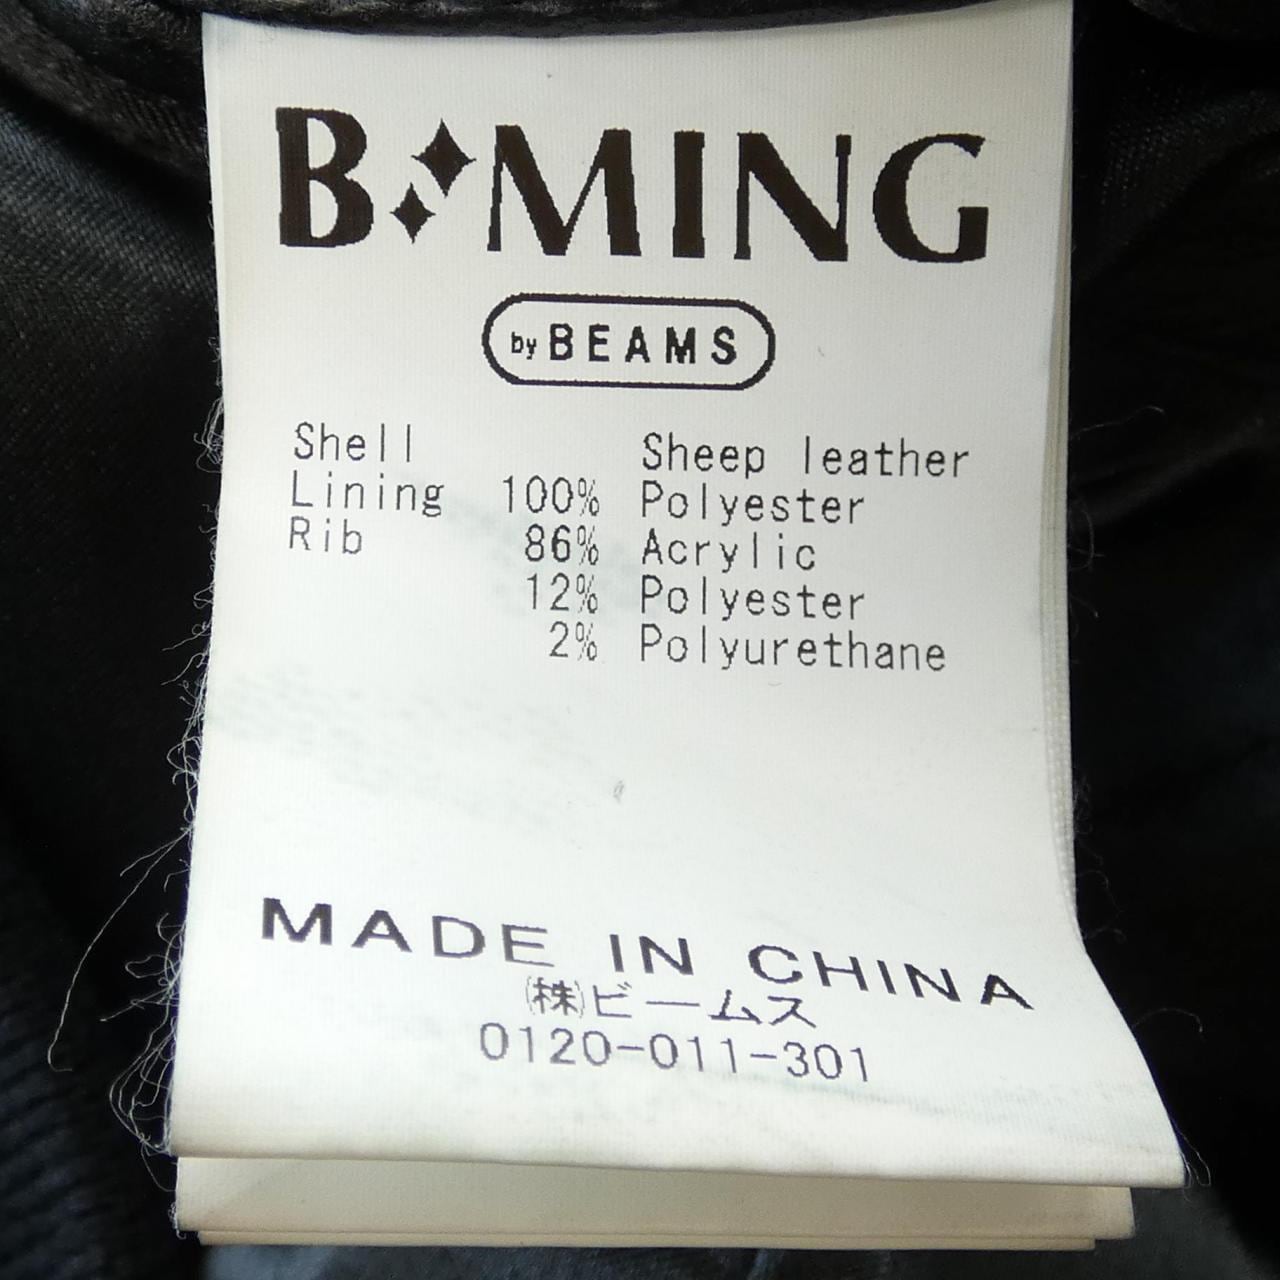 B MING
by BEAMS
Shell Sheep leather
Lining 100% Polyester
Rib 86% Acrylic
12% Polyester
2% Polyurethane
MADE IN CHINA
㈱ビームス
0120-011-301